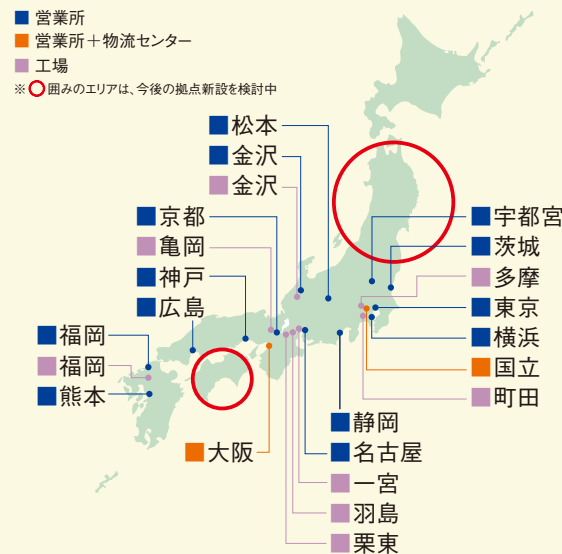 営業所
営業所＋物流センター
工場
※○囲みのエリアは、今後の拠点新設を検討中
松本
金沢
金沢
京都
亀岡
神戸
広島
福岡
福岡
熊本
大阪
宇都宮
茨城
多摩
東京
横浜
国立
町田
静岡
名古屋
一宮
羽島
栗東